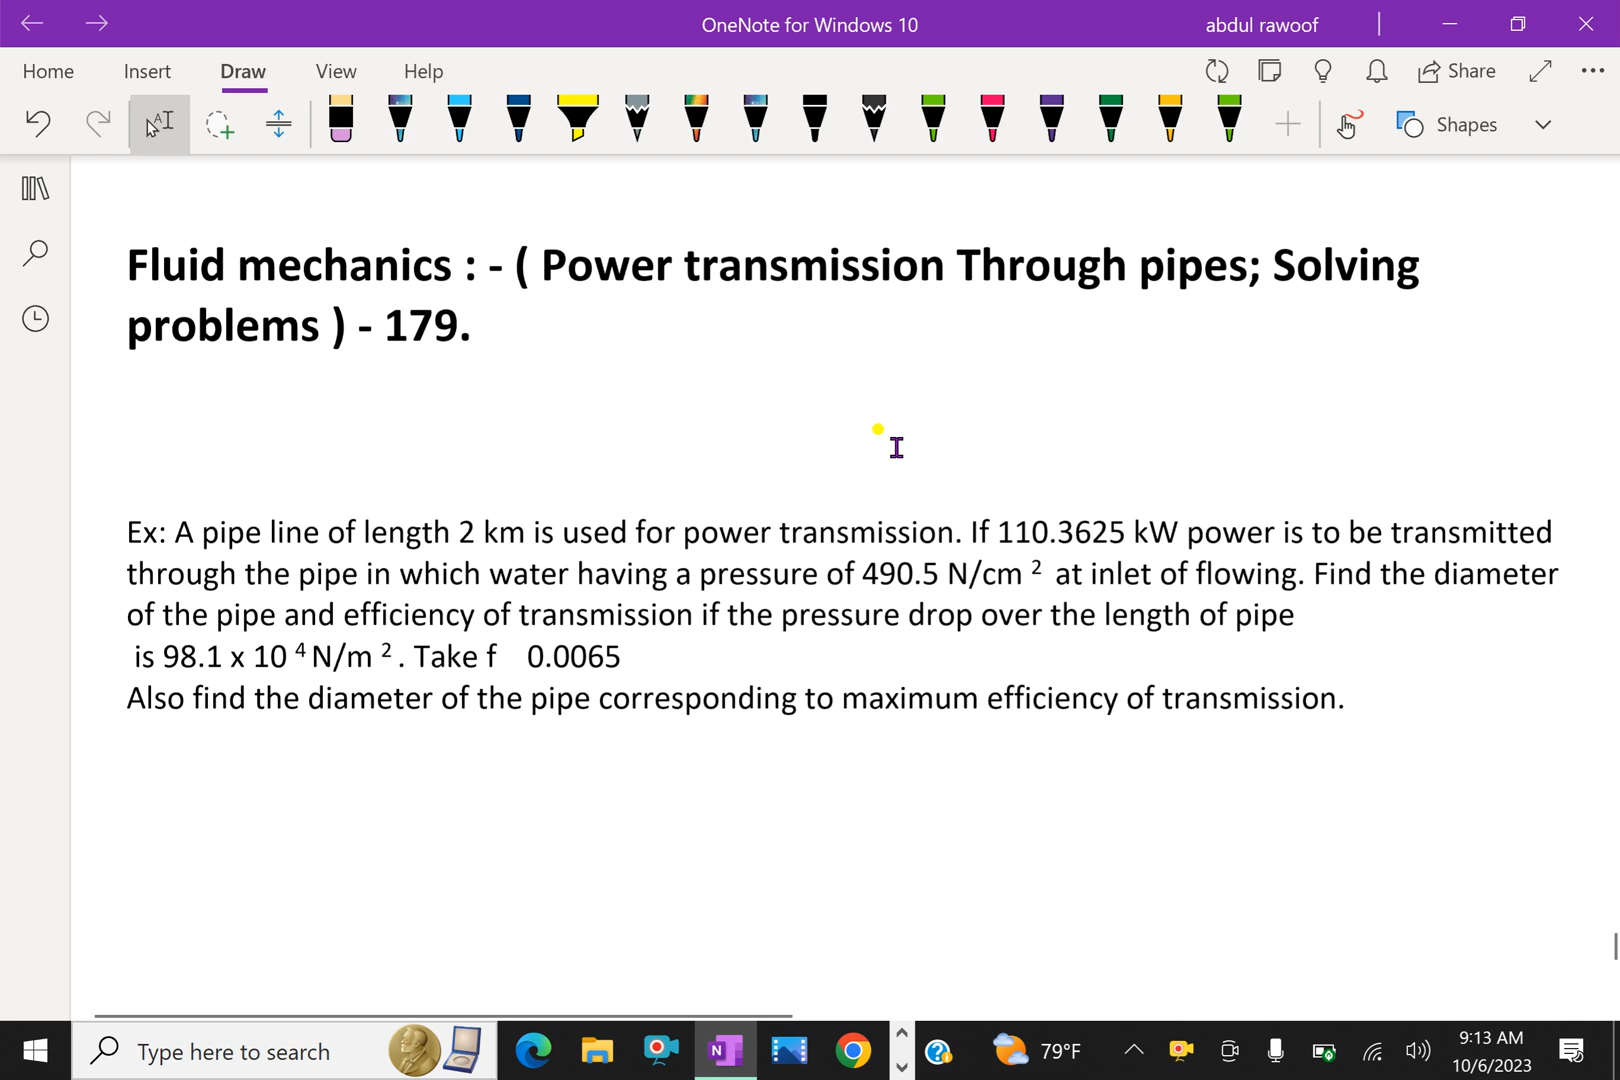 OneNote for Windows 10
abdul rawoof
Home Insert Draw View Help
Share
Shapes
Fluid mechanics : - ( Power transmission Through pipes; Solving
problems ) - 179.
Ex: A pipe line of length 2 km is used for power transmission. If 110.3625 kW power is to be transmitted
through the pipe in which water having a pressure of 490.5 N/cm ² at inlet of flowing. Find the diameter
of the pipe and efficiency of transmission if the pressure drop over the length of pipe
is 98.1 x 10 ⁴ N/m ² . Take f 0.0065
Also find the diameter of the pipe corresponding to maximum efficiency of transmission.
Type here to search
79°F
9:13 AM
10/6/2023